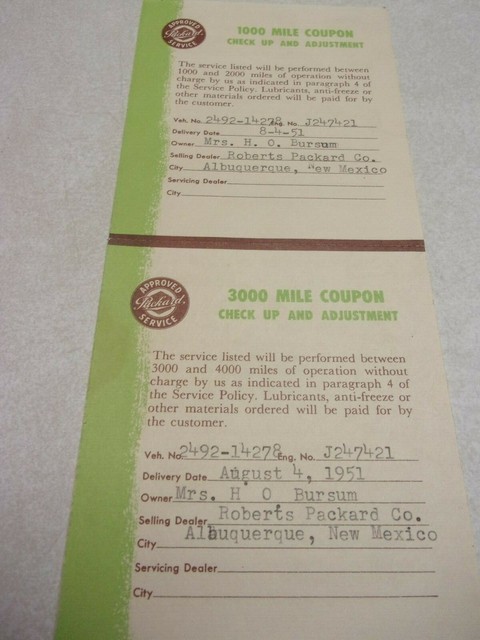 APPROVED
Packard
SERVICE
1000 MILE COUPON
CHECK UP AND ADJUSTMENT
The service listed will be performed between
1000 and 2000 miles of operation without
charge by us as indicated in paragraph 4 of
the Service Policy. Lubricants, anti-freeze or
other materials ordered will be paid for by
the customer.
Veh. No. 2492-14278 Eng. No. J247421
Delivery Date 8-4-51
Owner Mrs. H. O. Bursum
Selling Dealer Roberts Packard Co.
City Albuquerque, New Mexico
Servicing Dealer
City
APPROVED
Packard
SERVICE
3000 MILE COUPON
CHECK UP AND ADJUSTMENT
The service listed will be performed between
3000 and 4000 miles of operation without
charge by us as indicated in paragraph 4 of
the Service Policy. Lubricants, anti-freeze or
other materials ordered will be paid for by
the customer.
Veh. No. 2492-14278 Eng. No. J247421
Delivery Date August 4, 1951
Owner Mrs. H O Bursum
Selling Dealer Roberts Packard Co.
City Albuquerque, New Mexico
Servicing Dealer
City